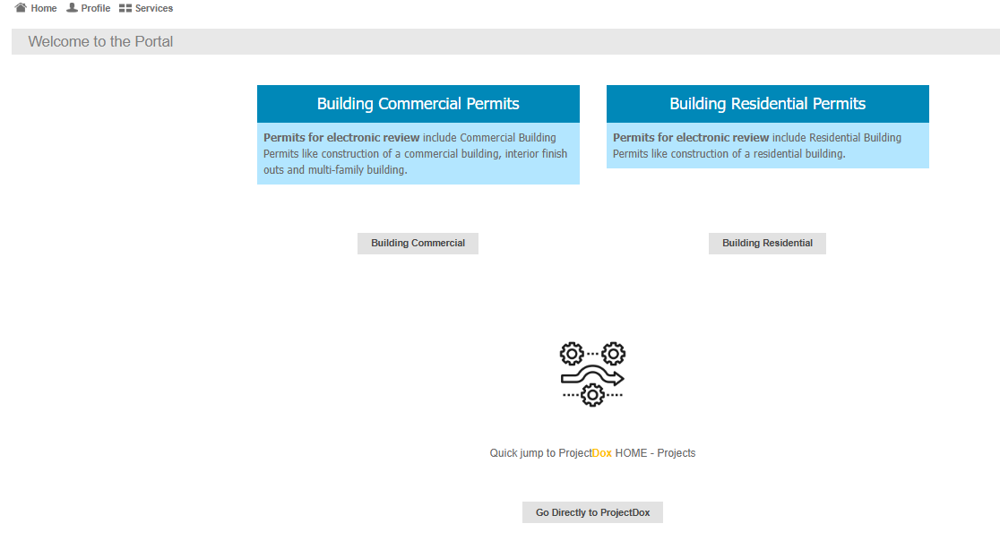 Home Profile Services
Welcome to the Portal
Building Commercial Permits
Permits for electronic review include Commercial Building
Permits like construction of a commercial building, interior finish
outs and multi-family building.
Building Residential Permits
Permits for electronic review include Residential Building
Permits like construction of a residential building.
Building Commercial
Building Residential
Quick jump to ProjectDox HOME - Projects
Go Directly to ProjectDox